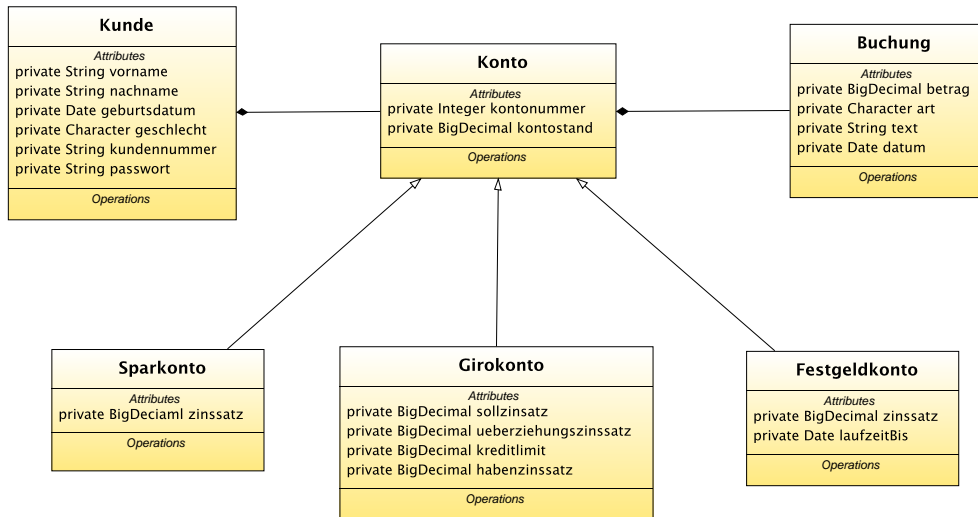 Kunde
Attributes
private String vorname
private String nachname
private Date geburtsdatum
private Character geschlecht
private String kundennummer
private String passwort
Operations
Konto
Attributes
private Integer kontonummer
private BigDecimal kontostand
Operations
Buchung
Attributes
private BigDecimal betrag
private Character art
private String text
private Date datum
Operations
Sparkonto
Attributes
private BigDeciaml zinssatz
Operations
Girokonto
Attributes
private BigDecimal sollzinsatz
private BigDecimal ueberziehungszinssatz
private BigDecimal kreditlimit
private BigDecimal habenzinssatz
Operations
Festgeldkonto
Attributes
private BigDecimal zinssatz
private Date laufzeitBis
Operations